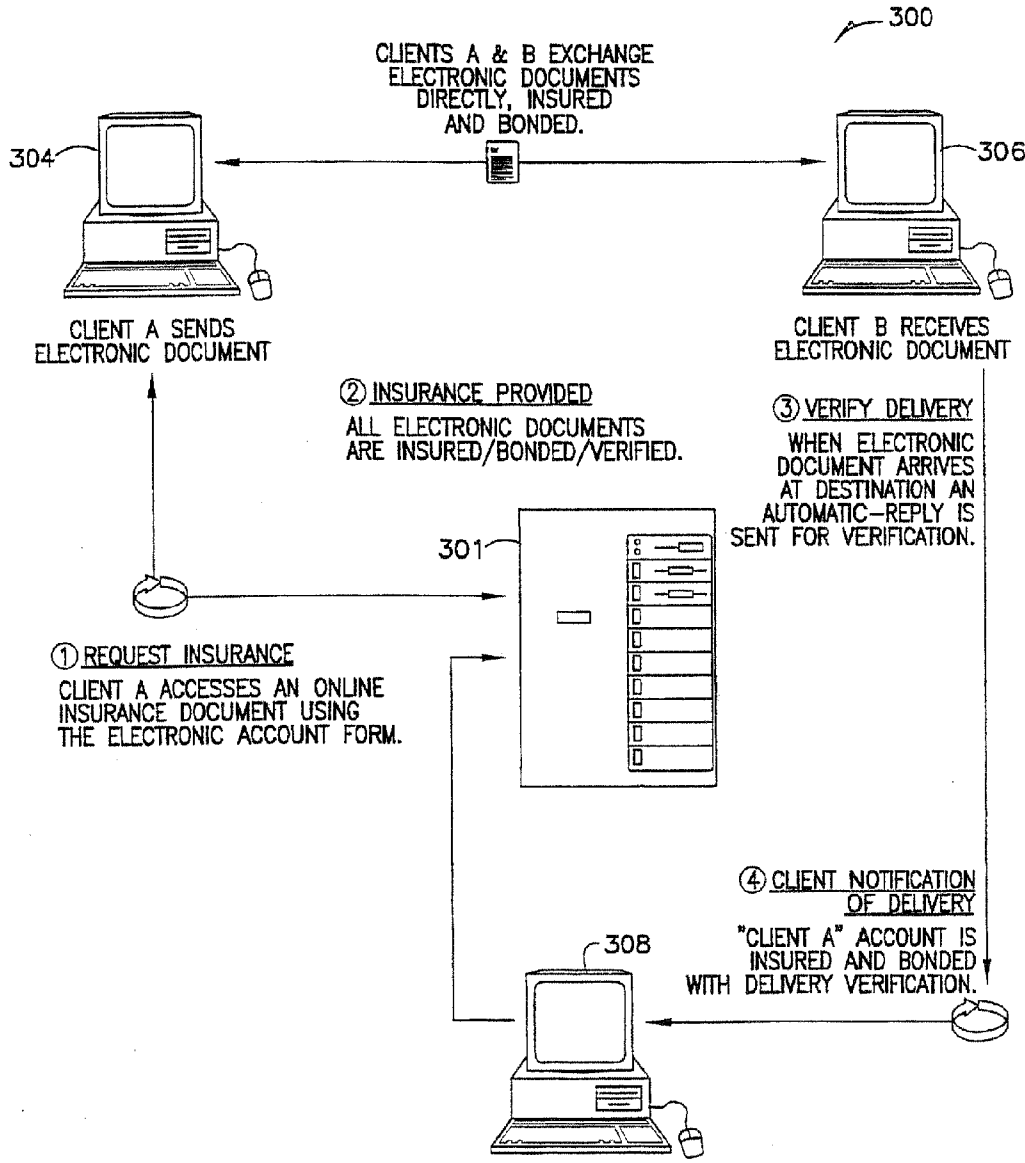 300
CLIENTS A & B EXCHANGE
ELECTRONIC DOCUMENTS
DIRECTLY, INSURED
AND BONDED.
304
306
CLIENT A SENDS
ELECTRONIC DOCUMENT
CLIENT B RECEIVES
ELECTRONIC DOCUMENT
② INSURANCE PROVIDED
ALL ELECTRONIC DOCUMENTS
ARE INSURED/BONDED/VERIFIED.
③ VERIFY DELIVERY
WHEN ELECTRONIC
DOCUMENT ARRIVES
AT DESTINATION AN
AUTOMATIC-REPLY IS
SENT FOR VERIFICATION.
301
① REQUEST INSURANCE
CLIENT A ACCESSES AN ONLINE
INSURANCE DOCUMENT USING
THE ELECTRONIC ACCOUNT FORM.
④ CLIENT NOTIFICATION
OF DELIVERY
"CLIENT A" ACCOUNT IS
INSURED AND BONDED
WITH DELIVERY VERIFICATION.
308